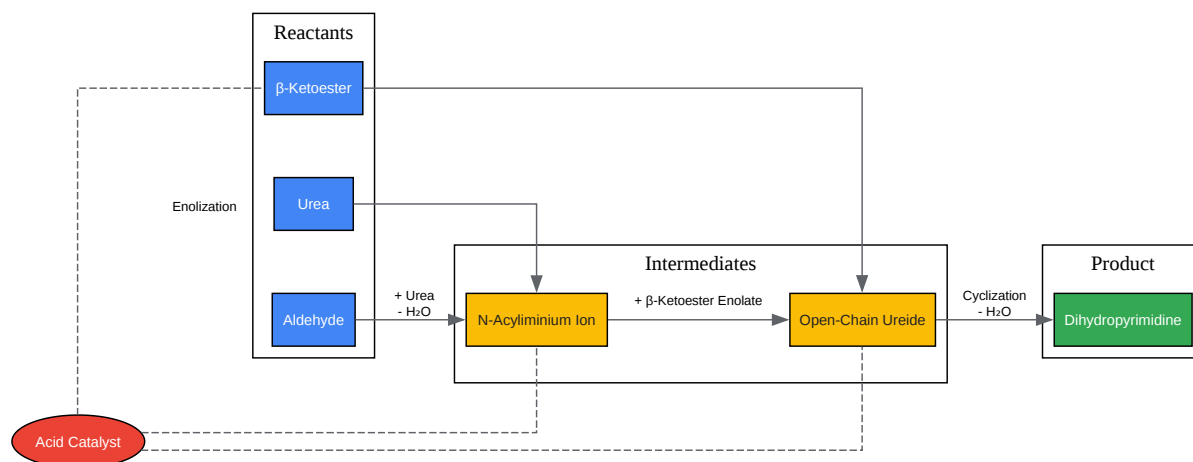 Reactants
β-Ketoester
Urea
Enolization
Intermediates
Product
Aldehyde
+ Urea
- H₂O
N-Acyliminium Ion
+ β-Ketoester Enolate
Open-Chain Ureide
Cyclization
- H₂O
Dihydropyrimidine
Acid Catalyst